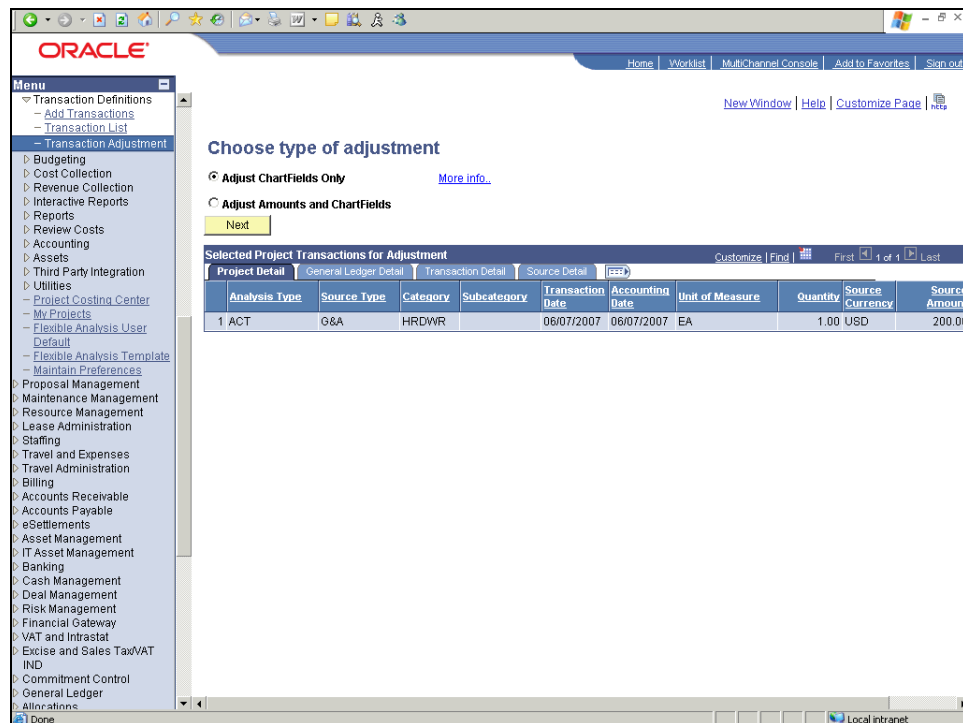 ORACLE'
Home | Worklist | MultiChannel Console | Add to Favorites | Sign out
Menu
Transaction Definitions
– Add Transactions
– Transaction List
– Transaction Adjustment
Budgeting
Cost Collection
Revenue Collection
Interactive Reports
Reports
Review Costs
Accounting
Assets
Third Party Integration
Utilities
– Project Costing Center
– My Projects
– Flexible Analysis User
Default
– Flexible Analysis Template
– Maintain Preferences
Proposal Management
Maintenance Management
Resource Management
Lease Administration
Staffing
Travel and Expenses
Travel Administration
Billing
Accounts Receivable
Accounts Payable
eSettlements
Asset Management
IT Asset Management
Banking
Cash Management
Deal Management
Risk Management
Financial Gateway
VAT and Intrastat
Excise and Sales Tax/VAT
IND
Commitment Control
General Ledger
Allocations
New Window | Help | Customize Page | http
Choose type of adjustment
Adjust ChartFields Only More info..
Adjust Amounts and ChartFields
Next
Selected Project Transactions for Adjustment Customize | Find | First 1 of 1 Last
Project Detail General Ledger Detail Transaction Detail Source Detail
Analysis Type Source Type Category Subcategory Transaction Date Accounting Date Unit of Measure Quantity Source Currency Source Amoun
1 ACT G&A HRDWR 06/07/2007 06/07/2007 EA 1.00 USD 200.0
Done Local intranet